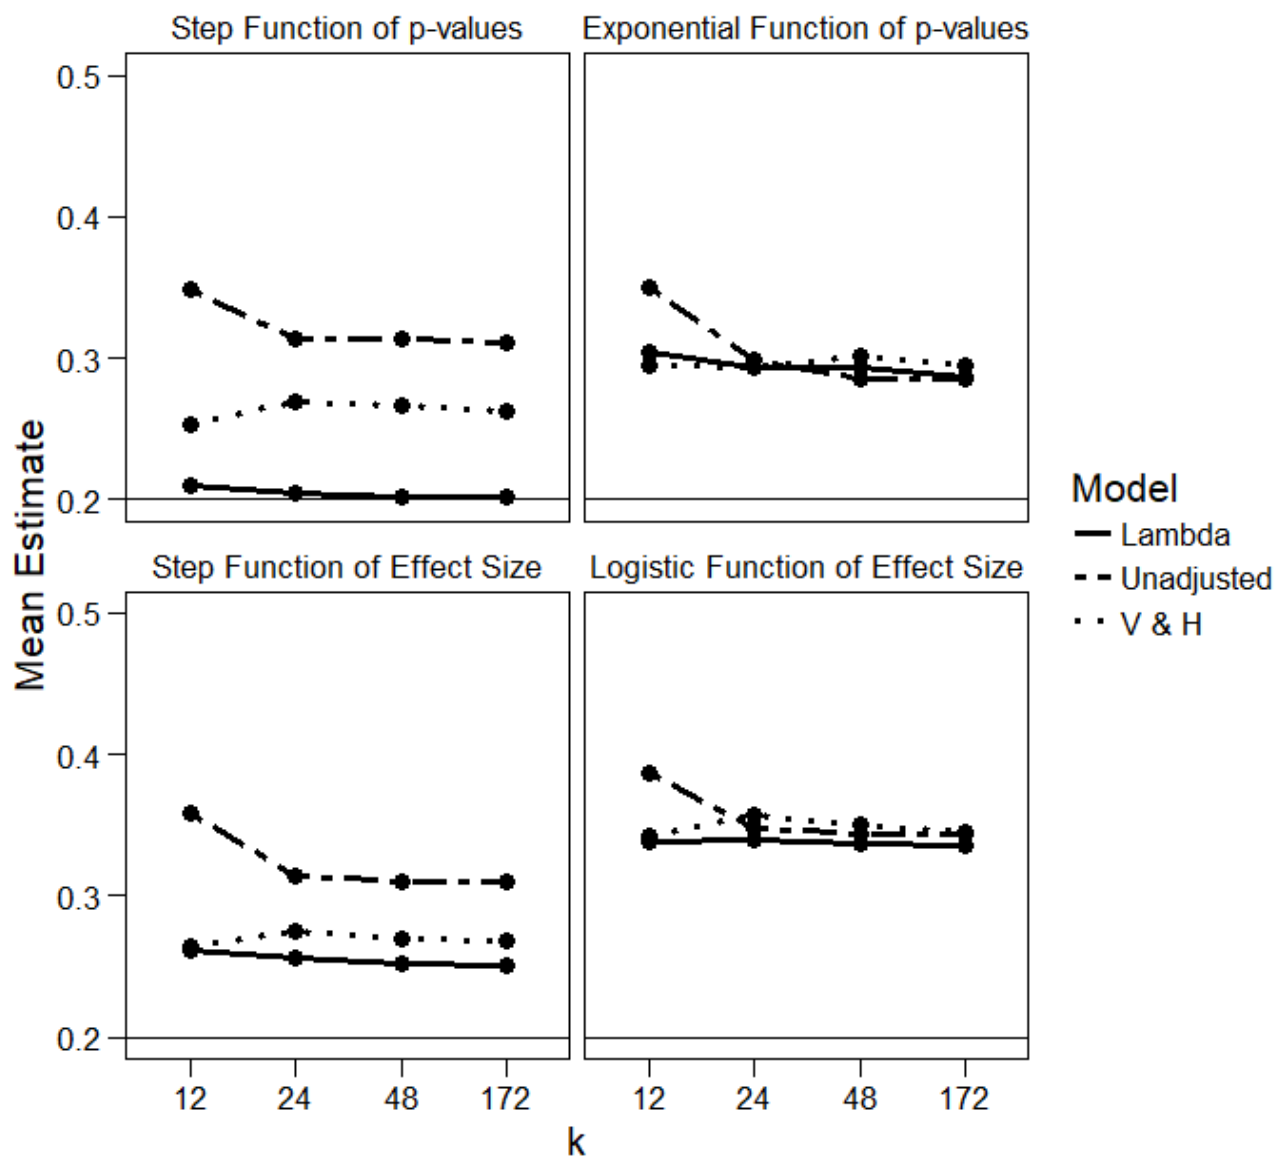 Step Function of p-values
Exponential Function of p-values
0.5
0.4
0.3
0.2
Mean Estimate
Step Function of Effect Size
Logistic Function of Effect Size
0.5
0.4
0.3
0.2
12 24 48 172
12 24 48 172
k
Model
Lambda
Unadjusted
V & H